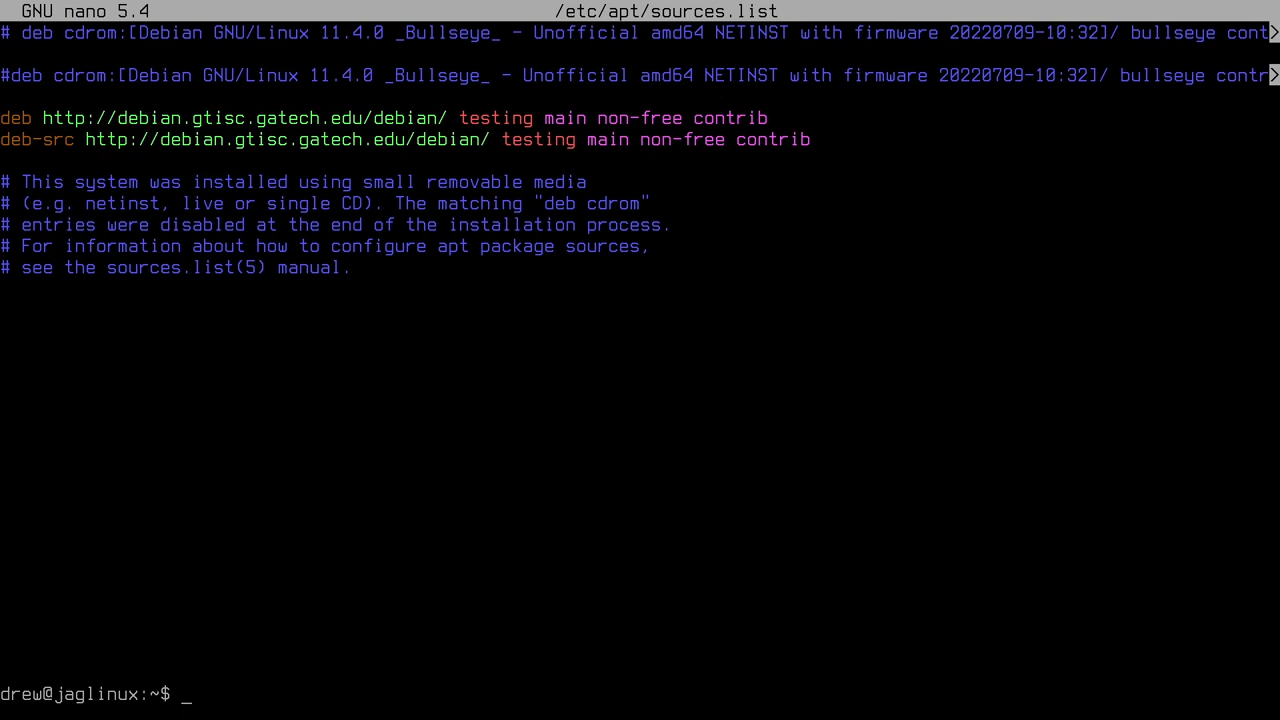 GNU nano 5.4 /etc/apt/sources.list
# deb cdrom:[Debian GNU/Linux 11.4.0 _Bullseye_ - Unofficial amd64 NETINST with firmware 20220709-10:32]/ bullseye cont>
#deb cdrom:[Debian GNU/Linux 11.4.0 _Bullseye_ - Unofficial amd64 NETINST with firmware 20220709-10:32]/ bullseye contr>
deb http://debian.gtisc.gatech.edu/debian/ testing main non-free contrib
deb-src http://debian.gtisc.gatech.edu/debian/ testing main non-free contrib
# This system was installed using small removable media
# (e.g. netinst, live or single CD). The matching "deb cdrom"
# entries were disabled at the end of the installation process.
# For information about how to configure apt package sources,
# see the sources.list(5) manual.
drew@jaglinux:~$ _